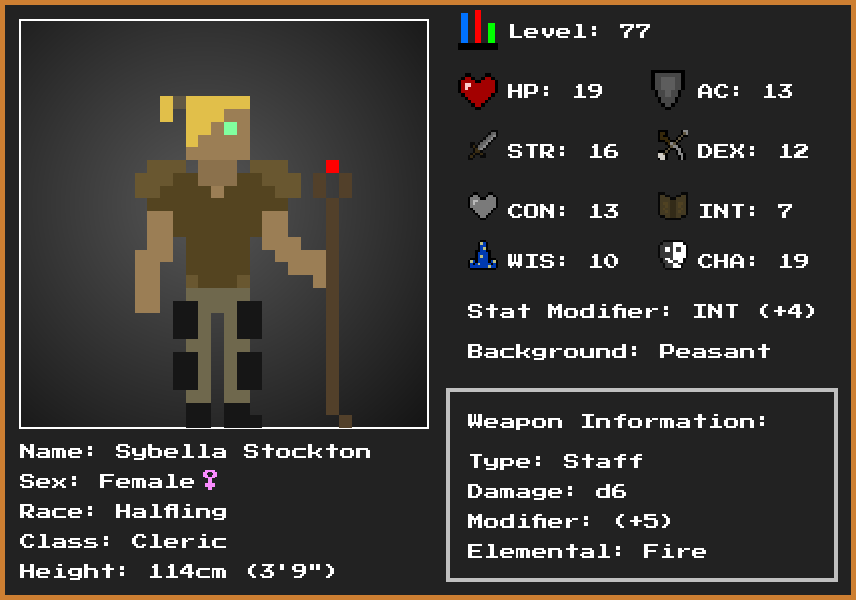 Level: 77
HP: 19 AC: 13
STR: 16 DEX: 12
CON: 13 INT: 7
WIS: 10 CHA: 19
Stat Modifier: INT (+4)
Background: Peasant
Weapon Information:
Type: Staff
Damage: d6
Modifier: (+5)
Elemental: Fire
Name: Sybella Stockton
Sex: Female♀
Race: Halfling
Class: Cleric
Height: 114cm (3'9")